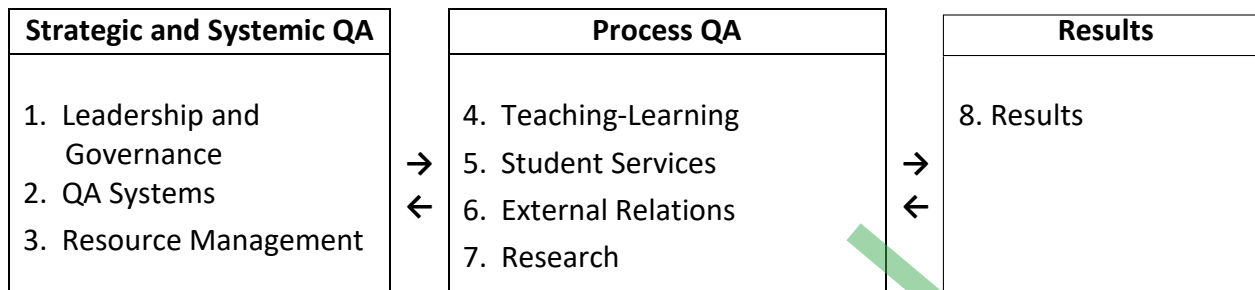 Strategic and Systemic QA
1. Leadership and
Governance
2. QA Systems
3. Resource Management
→
←
Process QA
4. Teaching-Learning
5. Student Services
6. External Relations
7. Research
→
←
Results
8. Results